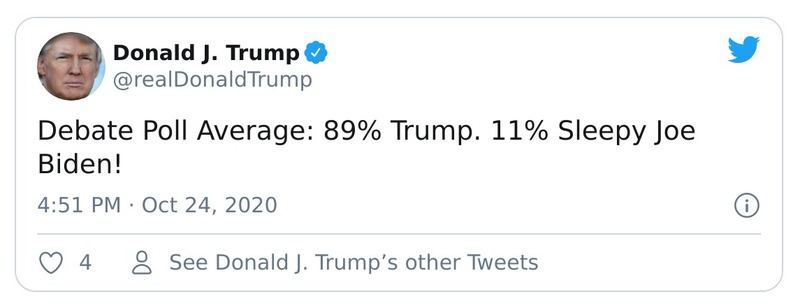 Donald J. Trump
@realDonaldTrump
Debate Poll Average: 89% Trump. 11% Sleepy Joe
Biden!
4:51 PM · Oct 24, 2020
4 See Donald J. Trump’s other Tweets